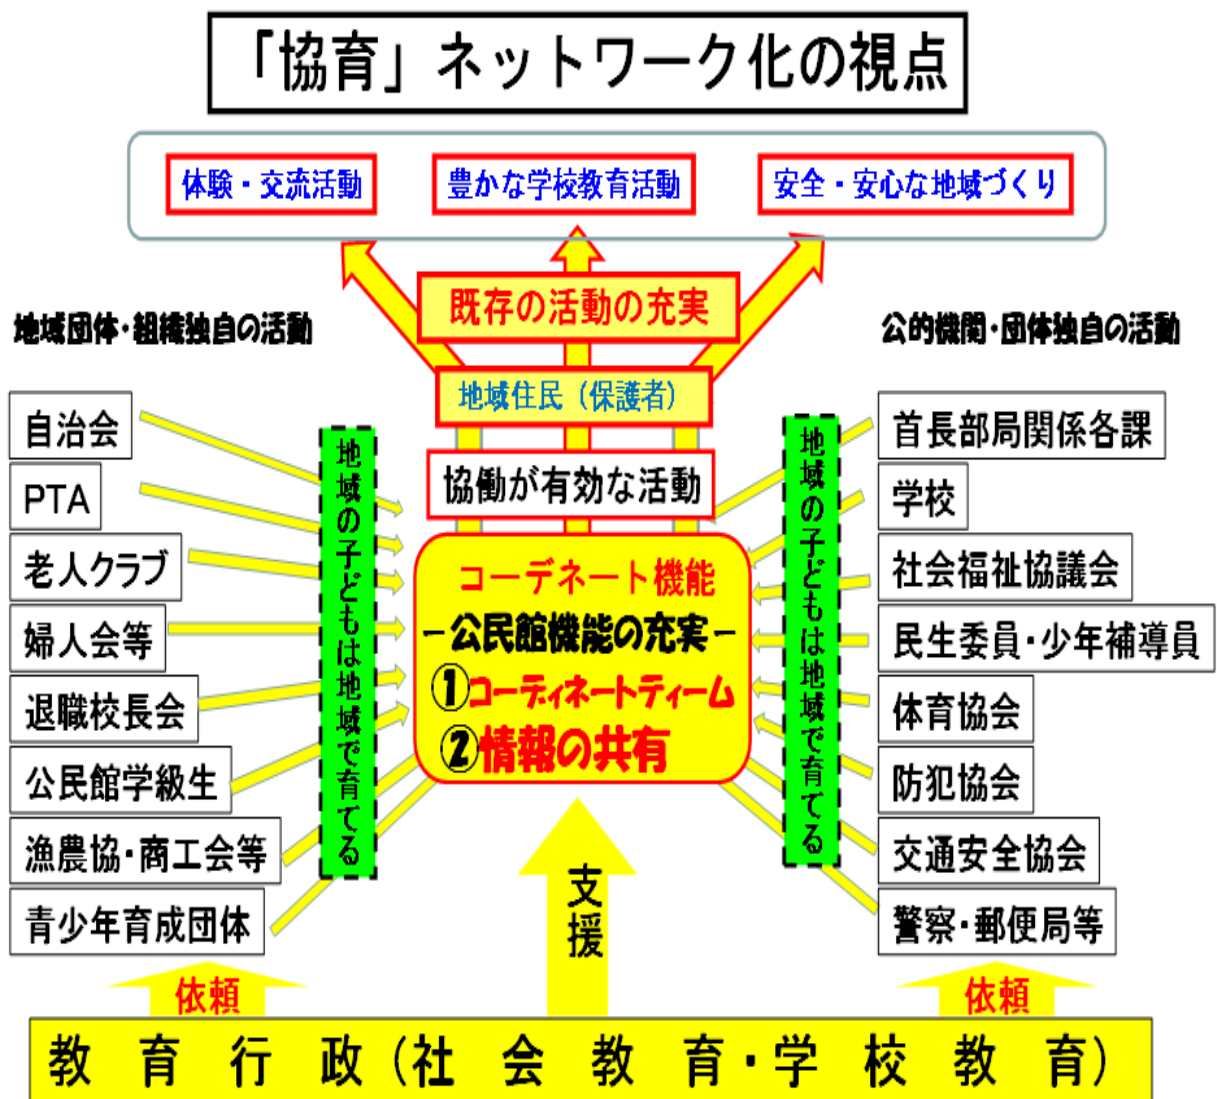 「協育」ネットワーク化の視点
体験・交流活動
豊かな学校教育活動
安全・安心な地域づくり
既存の活動の充実
地域住民（保護者）
協働が有効な活動
地域団体・組織独自の活動
自治会
PTA
老人クラブ
婦人会等
退職校長会
公民館学級生
漁農協・商工会等
青少年育成団体
地域の子どもは地域で育てる
コーデネート機能
－公民館機能の充実－
①コーディネートティーム
②情報の共有
地域の子どもは地域で育てる
公的機関・団体独自の活動
首長部局関係各課
学校
社会福祉協議会
民生委員・少年補導員
体育協会
防犯協会
交通安全協会
警察・郵便局等
依頼
支援
依頼
教育行政（社会教育・学校教育）